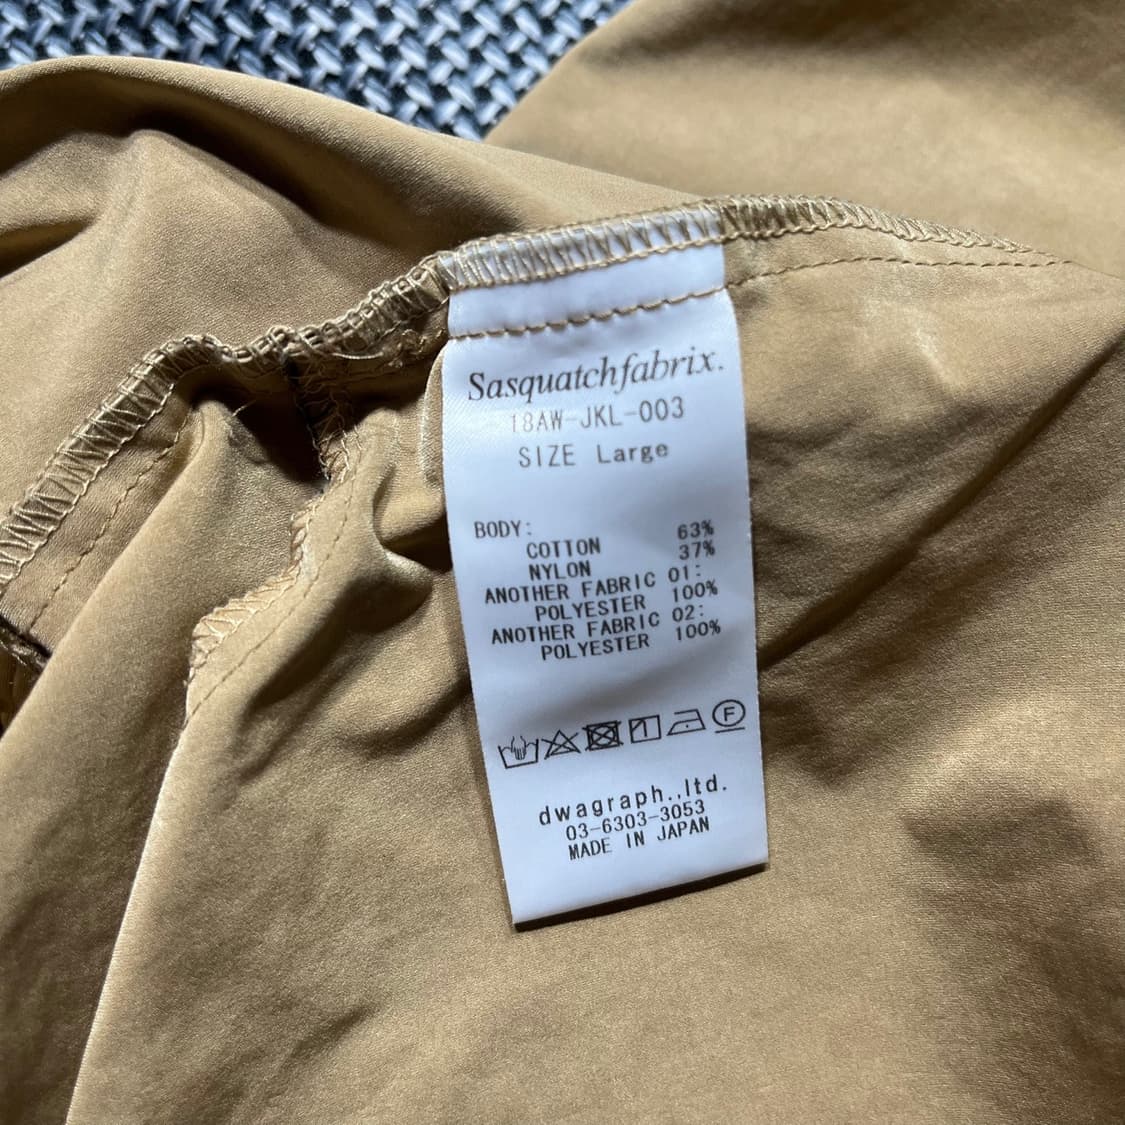 Sasquatchfabrix.
18AW-JKL-003
SIZE Large
BODY:
COTTON 63%
NYLON 37%
ANOTHER FABRIC 01:
POLYESTER 100%
ANOTHER FABRIC 02:
POLYESTER 100%
F
dwagraph.,ltd.
03-6303-3053
MADE IN JAPAN